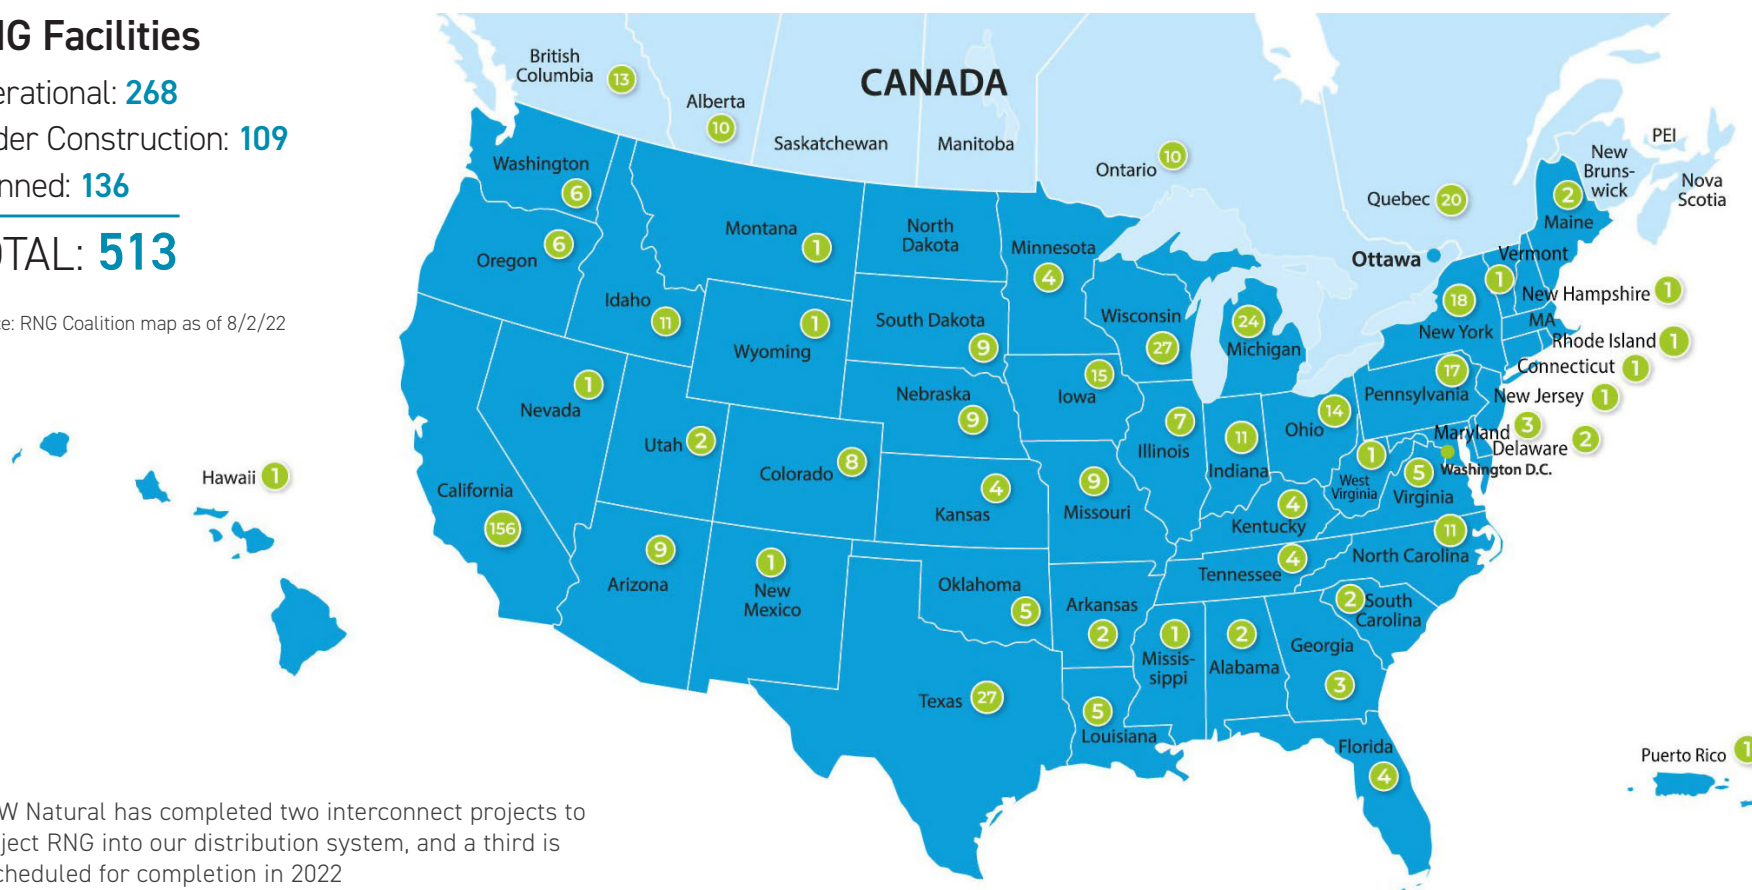 NG Facilities
erational: 268
der Construction: 109
nned: 136
OTAL: 513
ce: RNG Coalition map as of 8/2/22
CANADA
British
Columbia 13
Alberta
10
Saskatchewan
Manitoba
Ontario 10
Quebec 20
Ottawa
PEI
New
Bruns-
wick
Nova
Scotia
Washington
6
Oregon 6
Idaho
11
Montana 1
North
Dakota
Minnesota
4
South Dakota
9
Wyoming 1
Wisconsin
27
24
Michigan
18
New York
2
Maine
Vermont
1
New Hampshire 1
MA
Rhode Island 1
Connecticut 1
New Jersey 1
Maryland 3
Delaware 2
Washington D.C.
17
Pennsylvania
Nevada 1
Utah 2
Colorado 8
Nebraska
9
15
Iowa
7
Illinois
11
Indiana
14
Ohio
1
West
Virginia
5
Virginia
Hawaii 1
California
156
9
Arizona
1
New
Mexico
4
Kansas
9
Missouri
4
Kentucky
4
Tennessee
11
North Carolina
2 South
Carolina
Oklahoma
5
Arkansas
2
1
Missis-
sippi
2
Alabama
Georgia
3
Texas 27
5
Louisiana
Florida
4
Puerto Rico 1
W Natural has completed two interconnect projects to
ject RNG into our distribution system, and a third is
cheduled for completion in 2022